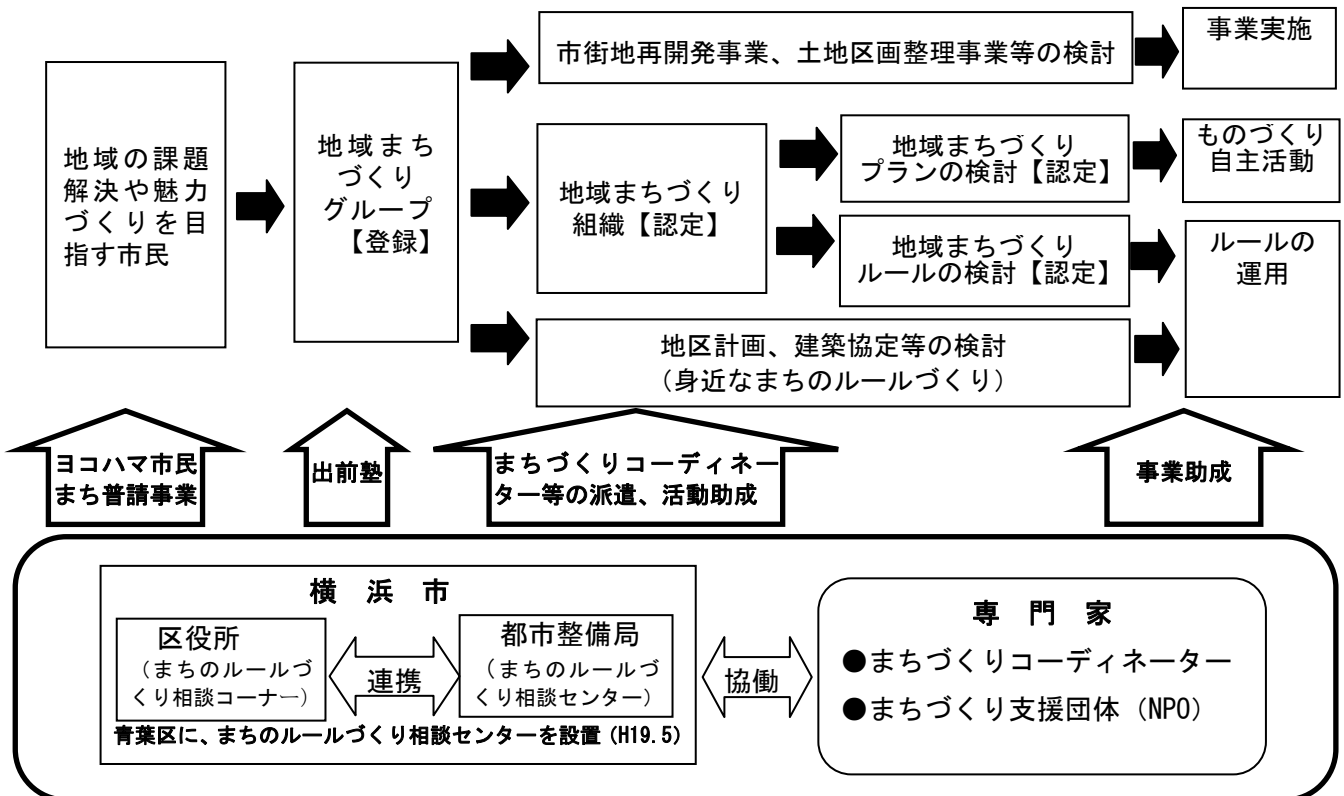 地域の課題
解決や魅力
づくりを目
指す市民
地域まち
づくり
グループ
【登録】
市街地再開発事業、土地区画整理事業等の検討
事業実施
地域まちづくり
組織【認定】
地域まちづくり
プランの検討【認定】
ものづくり
自主活動
地域まちづくり
ルールの検討【認定】
ルールの
運用
地区計画、建築協定等の検討
（身近なまちのルールづくり）
ヨコハマ市民
まち普請事業
出前塾
まちづくりコーディネー
ター等の派遣、活動助成
事業助成
横 浜 市
区役所
（まちのルールづ
くり相談コーナー）
連携
都市整備局
（まちのルールづ
くり相談センター）
青葉区に、まちのルールづくり相談センターを設置（H19.5）
協働
専 門 家
●まちづくりコーディネーター
●まちづくり支援団体（NPO）